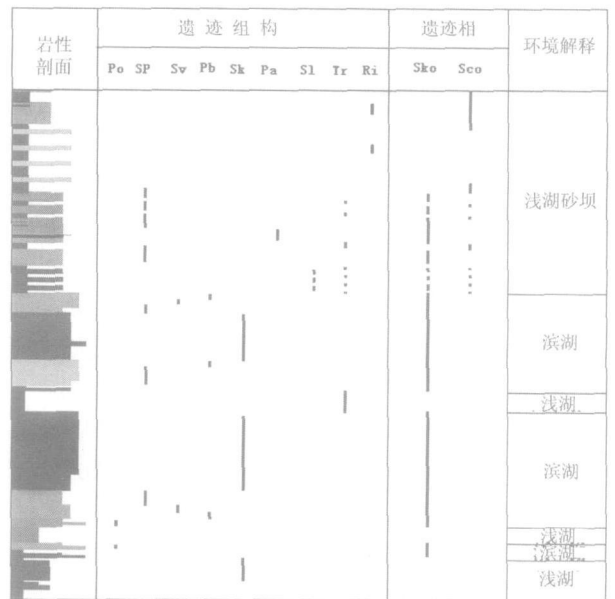 岩性
剖面
遗迹组构
遗迹相
环境解释
Po SP Sv Pb Sk Pa Sl Tr Ri
Sko Sco
浅湖砂坝
滨湖
浅湖
滨湖
浅湖
滨湖
浅湖